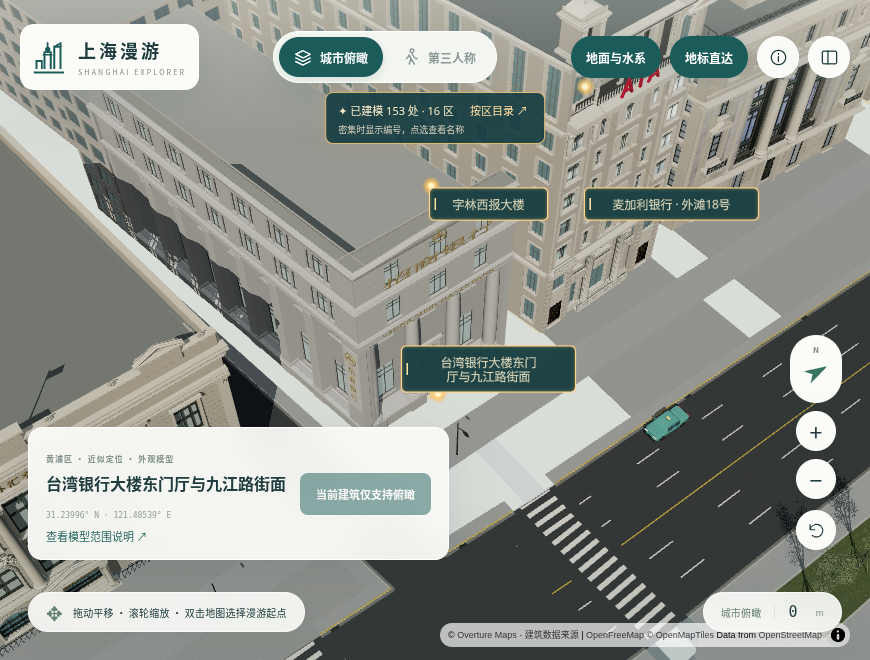 上海漫游
SHANGHAI EXPLORER
城市俯瞰
第三人称
地面与水系
地标直达
AIA
✦ 已建模 153 处 · 16 区 按区目录 ↗
密集时显示编号，点选查看名称
字林西报大楼
麦加利银行 · 外滩18号
台湾银行大楼东门
厅与九江路街面
N
黄浦区 · 近似定位 · 外观模型
台湾银行大楼东门厅与九江路街面
当前建筑仅支持俯瞰
31.23996° N · 121.48539° E
查看模型范围说明 ↗
拖动平移 · 滚轮缩放 · 双击地图选择漫游起点
城市俯瞰 0 m
© Overture Maps · 建筑数据来源 | OpenFreeMap © OpenMapTiles Data from OpenStreetMap